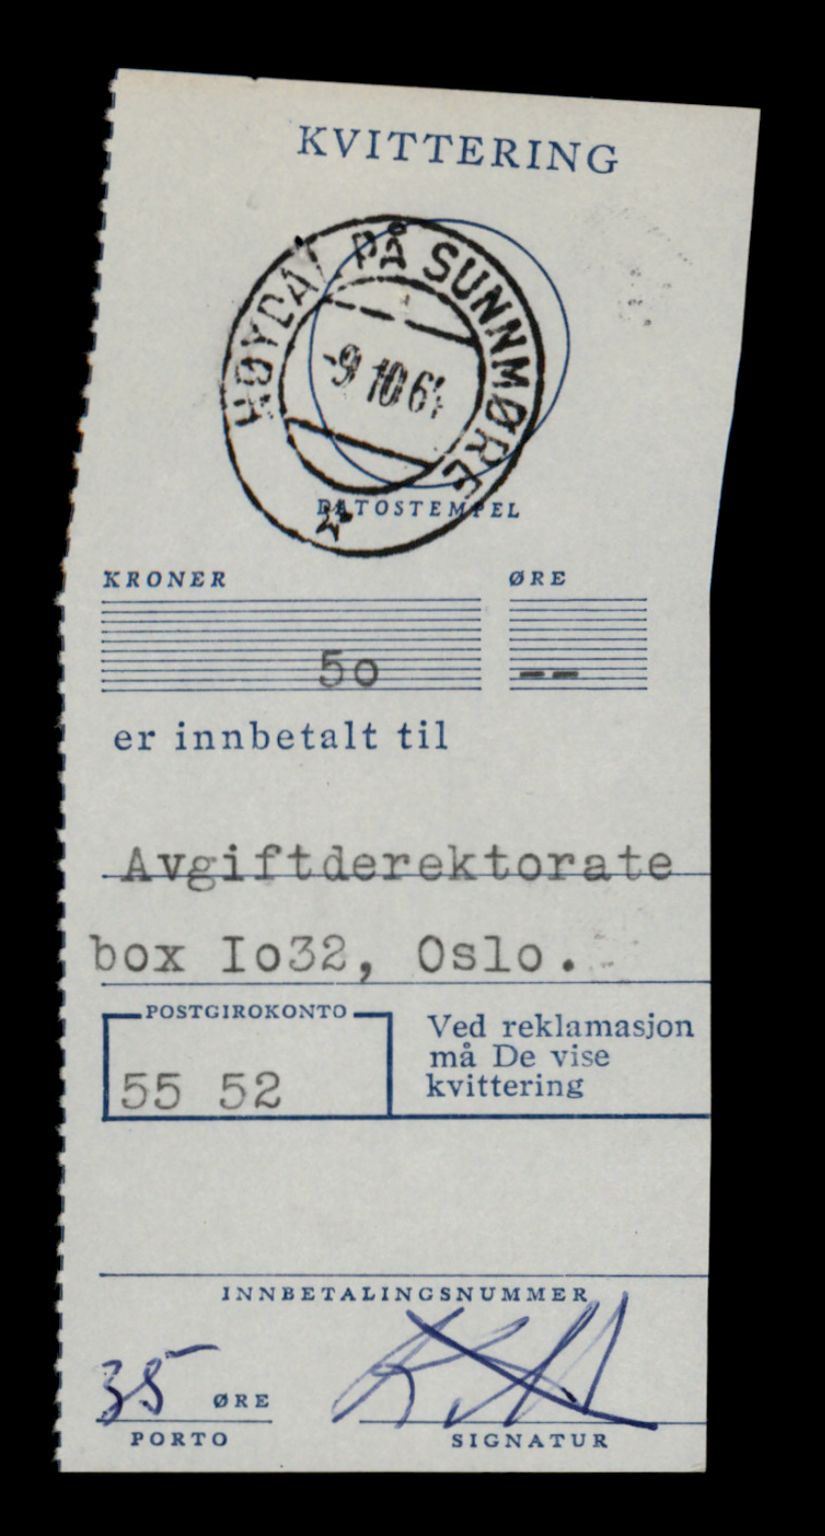 KVITTERING
HØYDAL PÅ SUNNMØRE
-9 10 6
DATOSTEMPEL
KRONER ØRE
5o --
er innbetalt til
Avgiftderektorate
box Io32, Oslo.
POSTGIROKONTO
55 52
Ved reklamasjon
må De vise
kvittering
INNBETALINGSNUMMER
35 ØRE
PORTO SIGNATUR